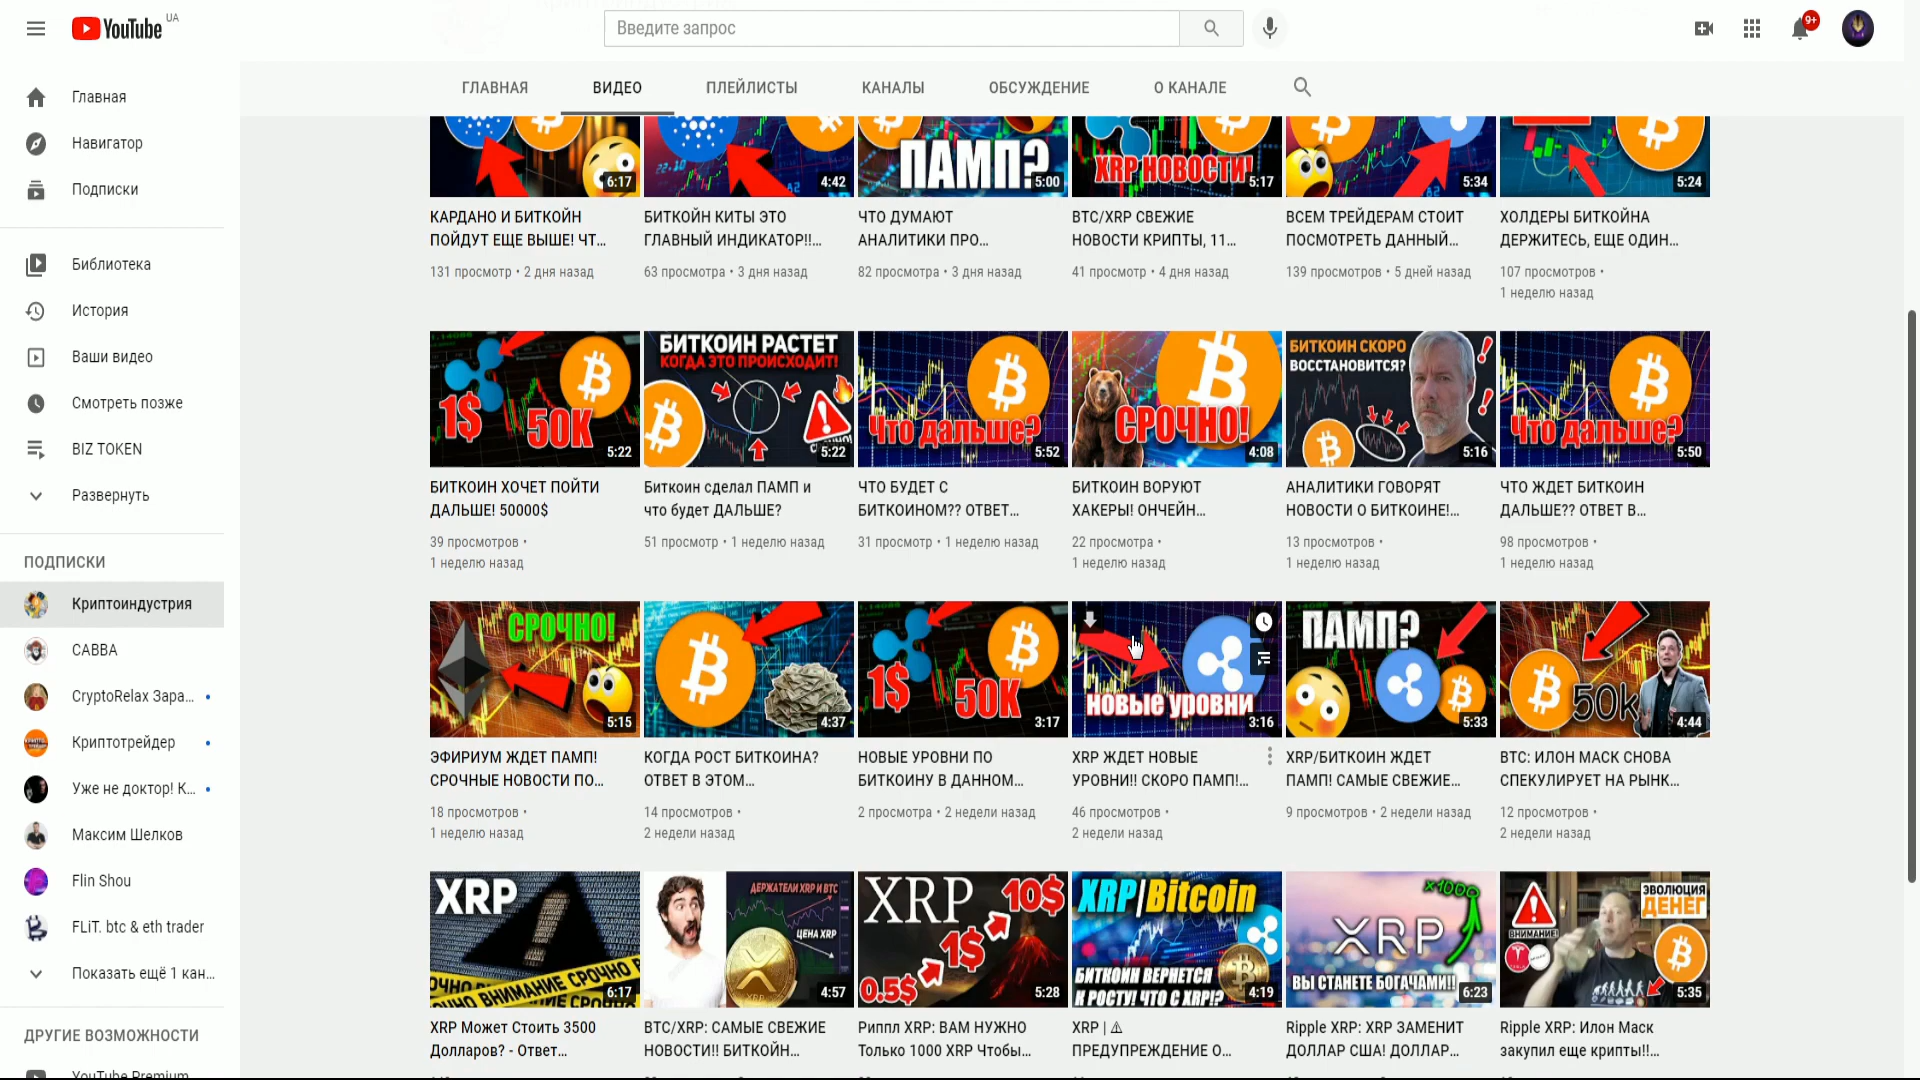 YouTube UA
Введите запрос
9+
Главная
Навигатор
Подписки
Библиотека
История
Ваши видео
Смотреть позже
BIZ TOKEN
Развернуть
ПОДПИСКИ
Криптоиндустрия
САВВА
CryptoRelax Зара...
Криптотрейдер
Уже не доктор! К...
Максим Шелков
Flin Shou
FLiT. btc & eth trader
Показать ещё 1 кан...
ДРУГИЕ ВОЗМОЖНОСТИ
YouTube Premium
ГЛАВНАЯ ВИДЕО ПЛЕЙЛИСТЫ КАНАЛЫ ОБСУЖДЕНИЕ О КАНАЛЕ
6:17
4:42
ПАМП?
5:00
XRP НОВОСТИ!
5:17
5:34
5:24
КАРДАНО И БИТКОЙН
ПОЙДУТ ЕЩЕ ВЫШЕ! ЧТ...
131 просмотр • 2 дня назад
БИТКОЙН КИТЫ ЭТО
ГЛАВНЫЙ ИНДИКАТОР!!...
63 просмотра • 3 дня назад
ЧТО ДУМАЮТ
АНАЛИТИКИ ПРО...
82 просмотра • 3 дня назад
BTC/XRP СВЕЖИЕ
НОВОСТИ КРИПТЫ, 11...
41 просмотр • 4 дня назад
ВСЕМ ТРЕЙДЕРАМ СТОИТ
ПОСМОТРЕТЬ ДАННЫЙ...
139 просмотров • 5 дней назад
ХОЛДЕРЫ БИТКОЙНА
ДЕРЖИТЕСЬ, ЕЩЕ ОДИН...
107 просмотров •
1 неделю назад
1$ 50K
5:22
БИТКОИН РАСТЕТ
КОГДА ЭТО ПРОИСХОДИТ!
5:22
Что дальше?
5:52
СРОЧНО!
4:08
БИТКОИН СКОРО
ВОССТАНОВИТСЯ?
5:16
Что дальше?
5:50
БИТКОИН ХОЧЕТ ПОЙТИ
ДАЛЬШЕ! 50000$
39 просмотров •
1 неделю назад
Биткоин сделал ПАМП и
что будет ДАЛЬШЕ?
51 просмотр • 1 неделю назад
ЧТО БУДЕТ С
БИТКОИНОМ?? ОТВЕТ...
31 просмотр • 1 неделю назад
БИТКОИН ВОРУЮТ
ХАКЕРЫ! ОНЧЕЙН...
22 просмотра •
1 неделю назад
АНАЛИТИКИ ГОВОРЯТ
НОВОСТИ О БИТКОИНЕ!...
13 просмотров •
1 неделю назад
ЧТО ЖДЕТ БИТКОИН
ДАЛЬШЕ?? ОТВЕТ В...
98 просмотров •
1 неделю назад
СРОЧНО!
5:15
4:37
1$ 50K
3:17
новые уровни
3:16
ПАМП?
5:33
50k
4:44
ЭФИРИУМ ЖДЕТ ПАМП!
СРОЧНЫЕ НОВОСТИ ПО...
18 просмотров •
1 неделю назад
КОГДА РОСТ БИТКОИНА?
ОТВЕТ В ЭТОМ...
14 просмотров •
2 недели назад
НОВЫЕ УРОВНИ ПО
БИТКОИНУ В ДАННОМ...
2 просмотра • 2 недели назад
XRP ЖДЕТ НОВЫЕ
УРОВНИ!! СКОРО ПАМП!...
46 просмотров •
2 недели назад
XRP/БИТКОИН ЖДЕТ
ПАМП! САМЫЕ СВЕЖИЕ...
9 просмотров • 2 недели назад
BTC: ИЛОН МАСК СНОВА
СПЕКУЛИРУЕТ НА РЫНК...
12 просмотров •
2 недели назад
XRP
ВНИМАНИЕ СРОЧНО
6:17
ДЕРЖАТЕЛИ XRP И BTC
ЦЕНА XRP
4:57
XRP 10$
1$
0.5$
5:28
XRP|Bitcoin
БИТКОИН ВЕРНЕТСЯ
К РОСТУ! ЧТО С XRP!?
4:19
x1000
XRP
ВЫ СТАНЕТЕ БОГАЧАМИ!!
6:23
ЭВОЛЮЦИЯ
ДЕНЕГ
ВНИМАНИЕ!
5:35
XRP Может Стоить 3500
Долларов? - Ответ...
BTC/XRP: САМЫЕ СВЕЖИЕ
НОВОСТИ!! БИТКОЙН...
Риппл XRP: ВАМ НУЖНО
Только 1000 XRP Чтобы...
XRP | ⚠
ПРЕДУПРЕЖДЕНИЕ О...
Ripple XRP: XRP ЗАМЕНИТ
ДОЛЛАР США! ДОЛЛАР...
Ripple XRP: Илон Маск
закупил еще крипты!!...